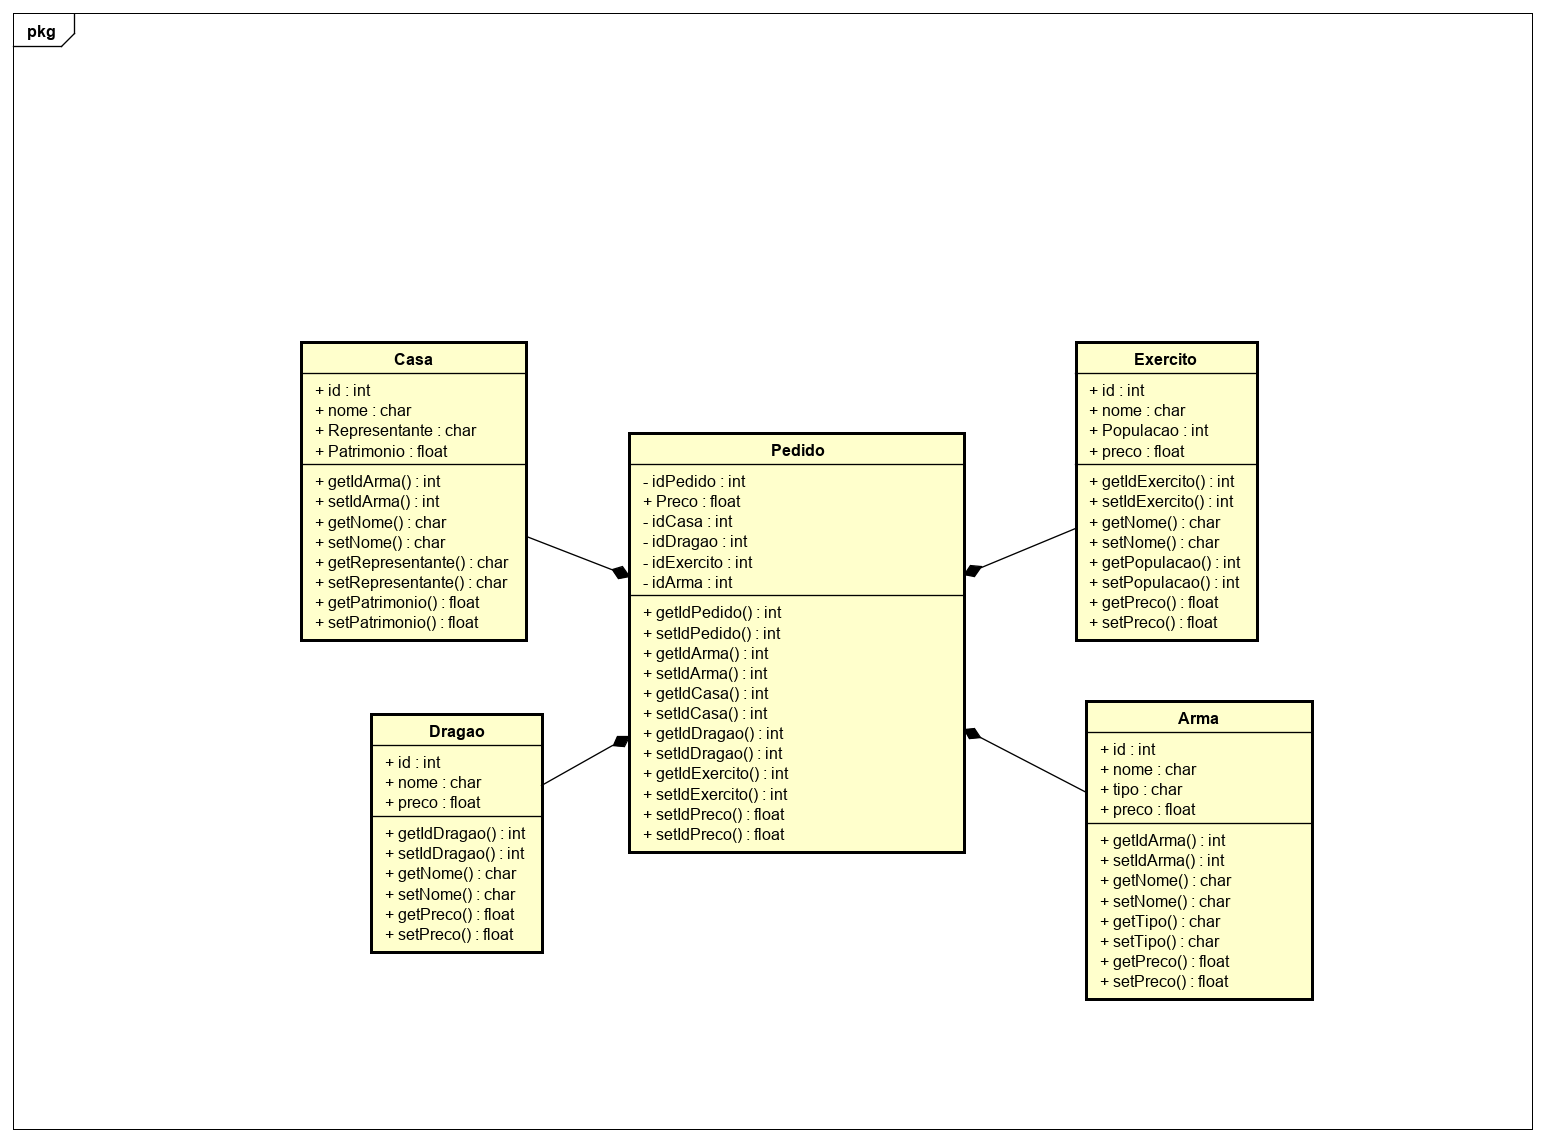 pkg
Casa
+ id : int
+ nome : char
+ Representante : char
+ Patrimonio : float
+ getIdArma() : int
+ setIdArma() : int
+ getNome() : char
+ setNome() : char
+ getRepresentante() : char
+ setRepresentante() : char
+ getPatrimonio() : float
+ setPatrimonio() : float
Exercito
+ id : int
+ nome : char
+ Populacao : int
+ preco : float
+ getIdExercito() : int
+ setIdExercito() : int
+ getNome() : char
+ setNome() : char
+ getPopulacao() : int
+ setPopulacao() : int
+ getPreco() : float
+ setPreco() : float
Pedido
- idPedido : int
+ Preco : float
- idCasa : int
- idDragao : int
- idExercito : int
- idArma : int
+ getIdPedido() : int
+ setIdPedido() : int
+ getIdArma() : int
+ setIdArma() : int
+ getIdCasa() : int
+ setIdCasa() : int
+ getIdDragao() : int
+ setIdDragao() : int
+ getIdExercito() : int
+ setIdExercito() : int
+ setIdPreco() : float
+ setIdPreco() : float
Dragao
+ id : int
+ nome : char
+ preco : float
+ getIdDragao() : int
+ setIdDragao() : int
+ getNome() : char
+ setNome() : char
+ getPreco() : float
+ setPreco() : float
Arma
+ id : int
+ nome : char
+ tipo : char
+ preco : float
+ getIdArma() : int
+ setIdArma() : int
+ getNome() : char
+ setNome() : char
+ getTipo() : char
+ setTipo() : char
+ getPreco() : float
+ setPreco() : float